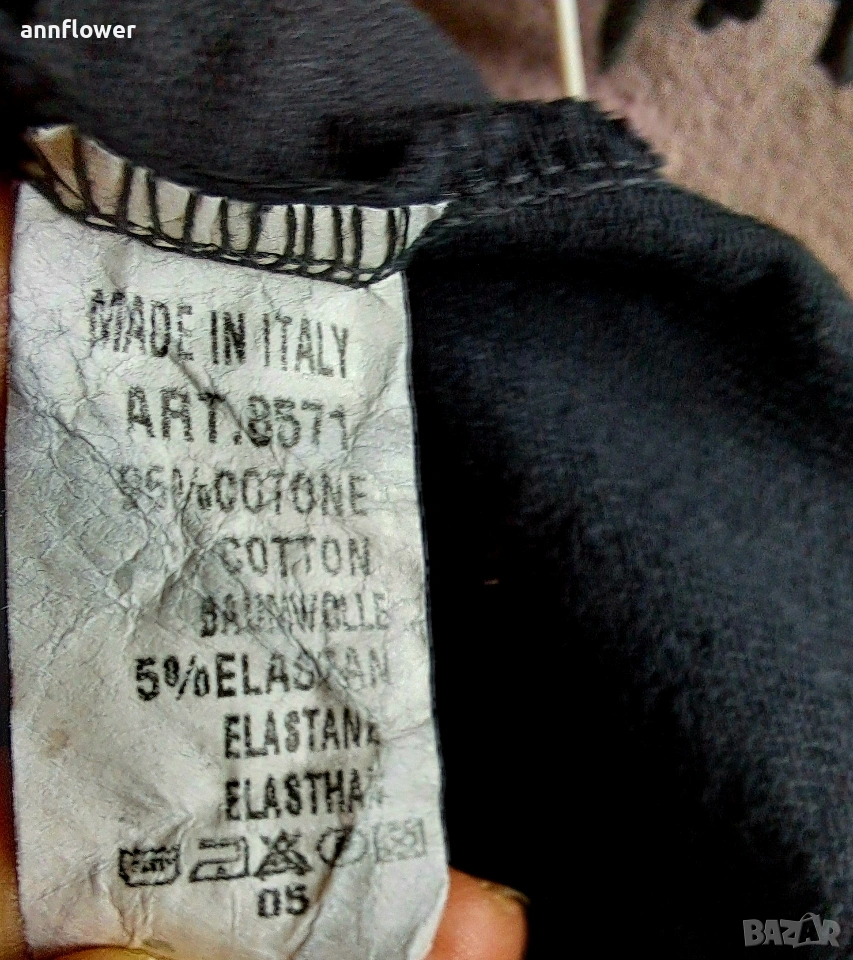 annflower
MADE IN ITALY
ART.8571
95%COTONE
COTTON
BAUMWOLLE
5%ELASTAN
ELASTANE
ELASTHAN
05
BAZAR